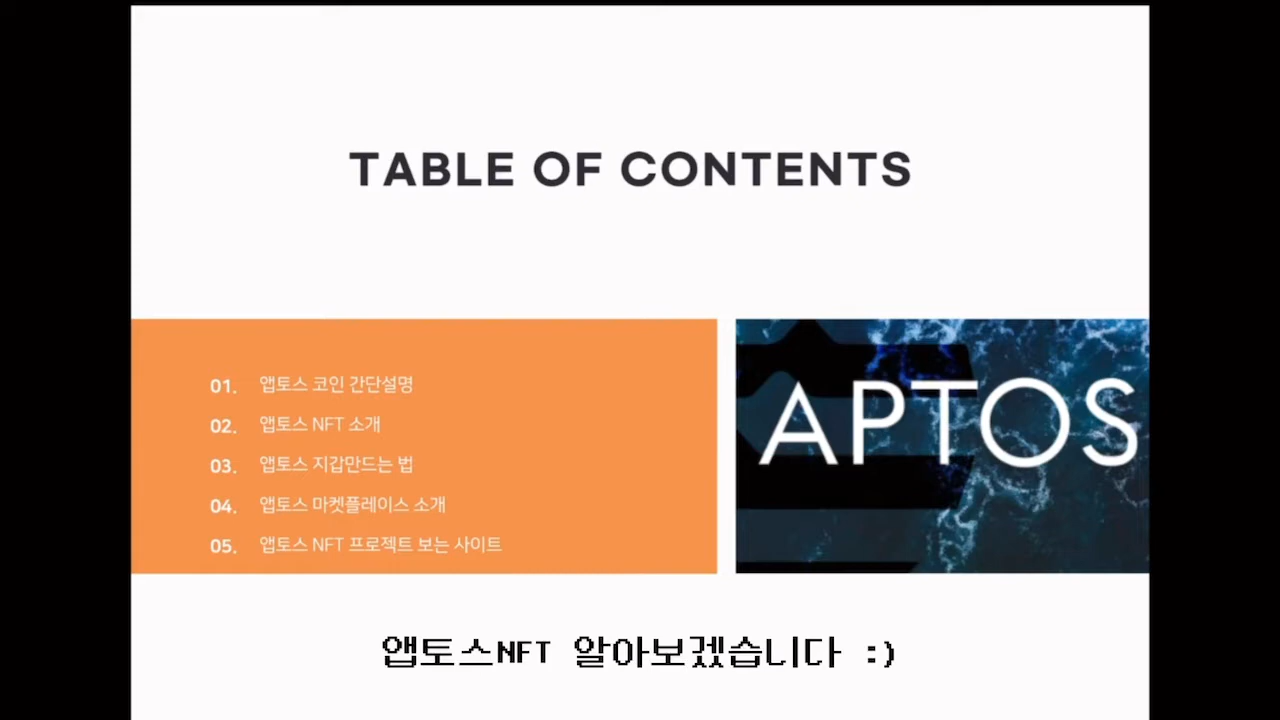 TABLE OF CONTENTS
01. 앱토스 코인 간단설명
02. 앱토스 NFT 소개
03. 앱토스 지갑만드는 법
04. 앱토스 마켓플레이스 소개
05. 앱토스 NFT 프로젝트 보는 사이트
APTOS
앱토스NFT 알아보겠습니다 :)